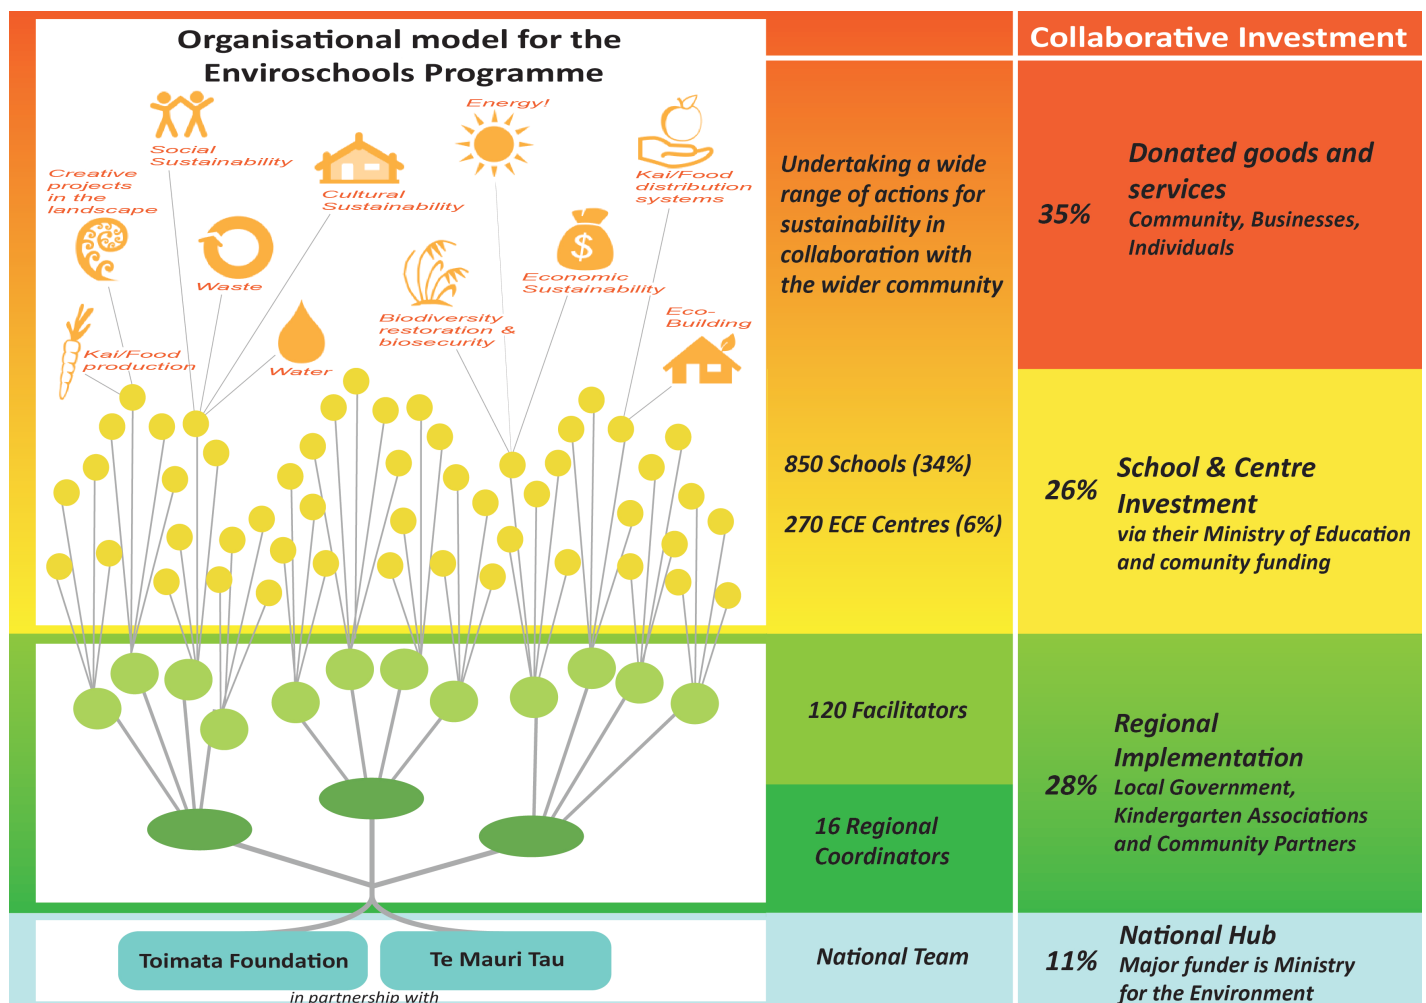 Organisational model for the
Enviroschools Programme
Energy!
Social
Sustainability
Creative
projects
in the
landscape
Cultural
Sustainability
Kai/Food
distribution
systems
Waste
Economic
Sustainability
Biodiversity
restoration &
biosecurity
Eco-
Building
Kai/Food
production
Water
$
Undertaking a wide
range of actions for
sustainability in
collaboration with
the wider community
850 Schools (34%)
270 ECE Centres (6%)
120 Facilitators
16 Regional
Coordinators
National Team
Toimata Foundation
Te Mauri Tau
in partnership with
Collaborative Investment
35%
Donated goods and
services
Community, Businesses,
Individuals
26%
School & Centre
Investment
via their Ministry of Education
and comunity funding
28%
Regional
Implementation
Local Government,
Kindergarten Associations
and Community Partners
11%
National Hub
Major funder is Ministry
for the Environment